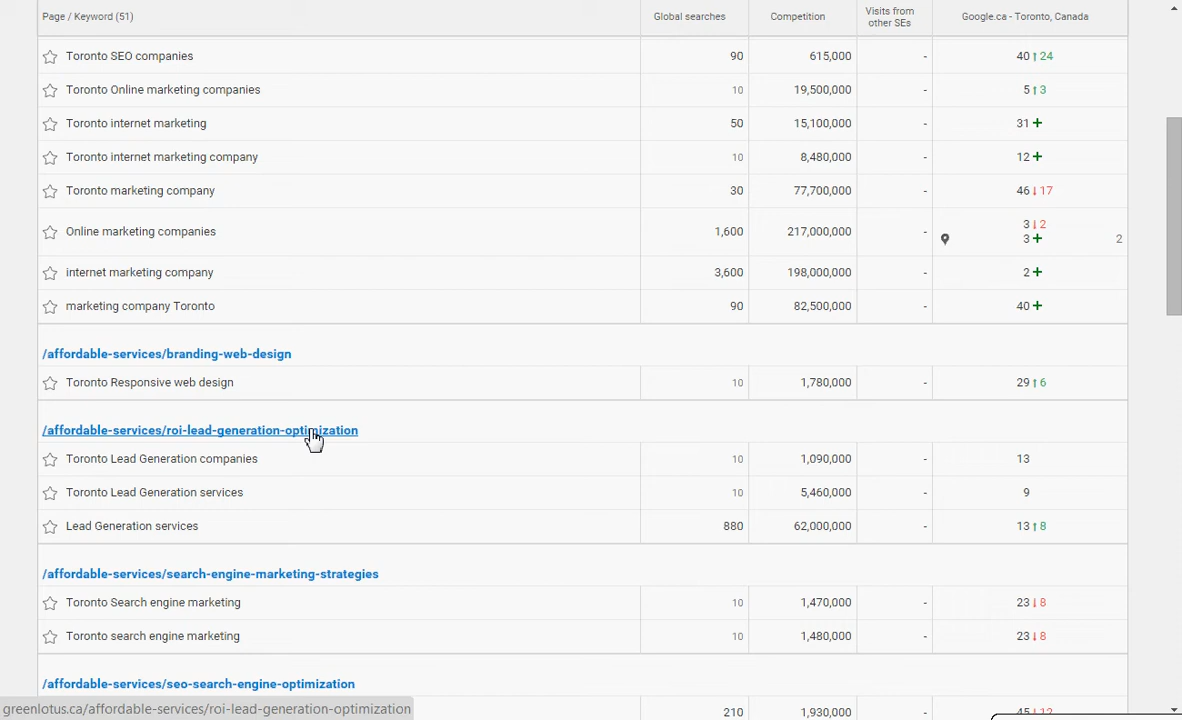 Page / Keyword (51) Global searches Competition Visits from other SEs Google.ca - Toronto, Canada
Toronto SEO companies 90 615,000 - 40 ↑ 24
Toronto Online marketing companies 10 19,500,000 - 5 ↑ 3
Toronto internet marketing 50 15,100,000 - 31 +
Toronto internet marketing company 10 8,480,000 - 12 +
Toronto marketing company 30 77,700,000 - 46 ↓ 17
Online marketing companies 1,600 217,000,000 - 3 ↓ 2
3 + 2
internet marketing company 3,600 198,000,000 - 2 +
marketing company Toronto 90 82,500,000 - 40 +
/affordable-services/branding-web-design
Toronto Responsive web design 10 1,780,000 - 29 ↑ 6
/affordable-services/roi-lead-generation-optimization
Toronto Lead Generation companies 10 1,090,000 - 13
Toronto Lead Generation services 10 5,460,000 - 9
Lead Generation services 880 62,000,000 - 13 ↑ 8
/affordable-services/search-engine-marketing-strategies
Toronto Search engine marketing 10 1,470,000 - 23 ↓ 8
Toronto search engine marketing 10 1,480,000 - 23 ↓ 8
/affordable-services/seo-search-engine-optimization
210 1,930,000 - 45 ↓ 12
greenlotus.ca/affordable-services/roi-lead-generation-optimization